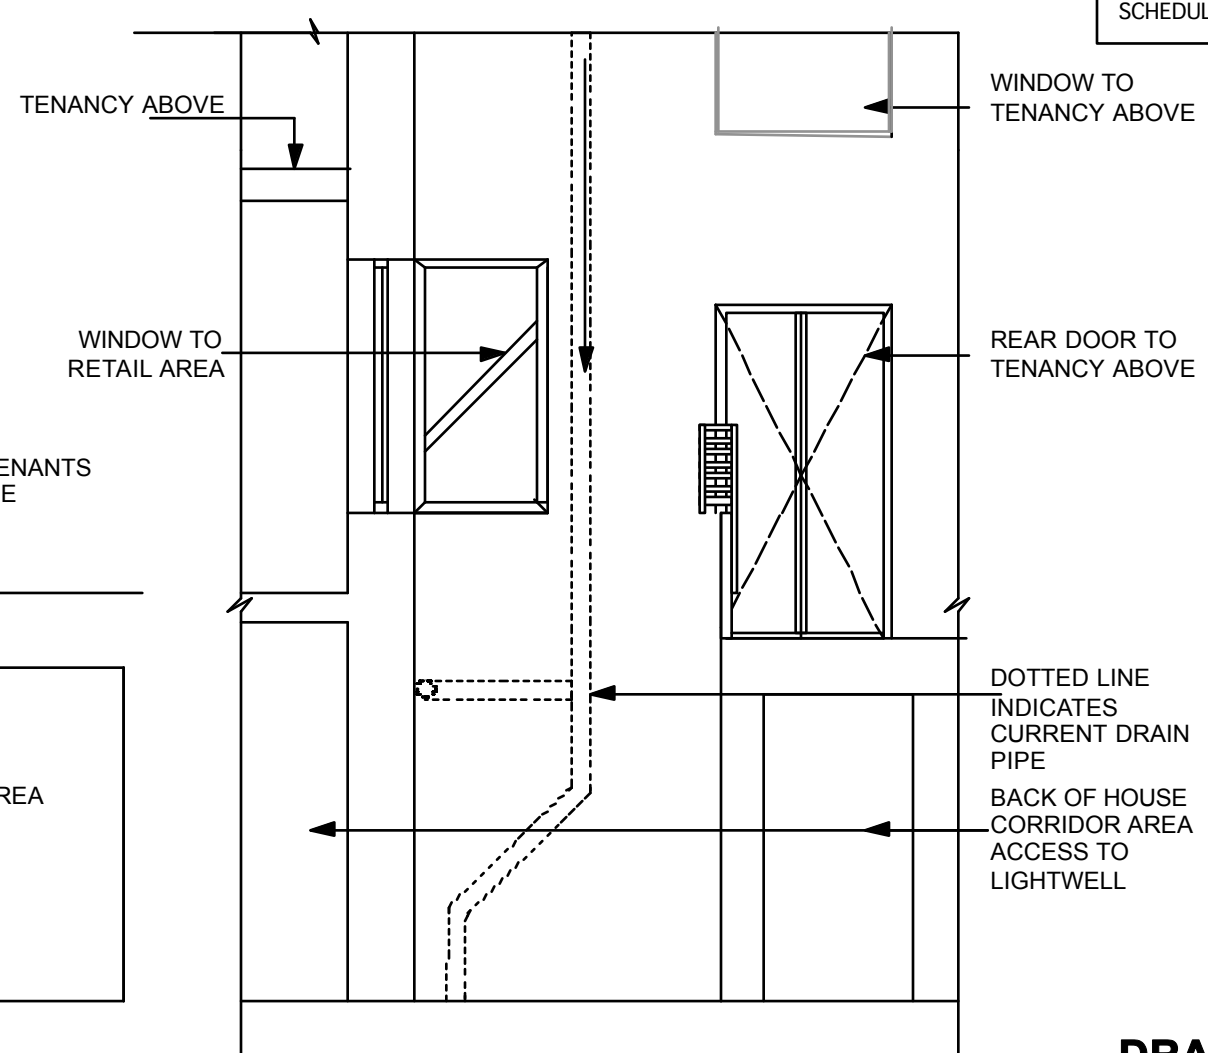 SCHEDUL
TENANCY ABOVE
WINDOW TO
TENANCY ABOVE
WINDOW TO
RETAIL AREA
REAR DOOR TO
TENANCY ABOVE
ENANTS
E
DOTTED LINE
INDICATES
CURRENT DRAIN
PIPE
REA
BACK OF HOUSE
CORRIDOR AREA
ACCESS TO
LIGHTWELL
DRA